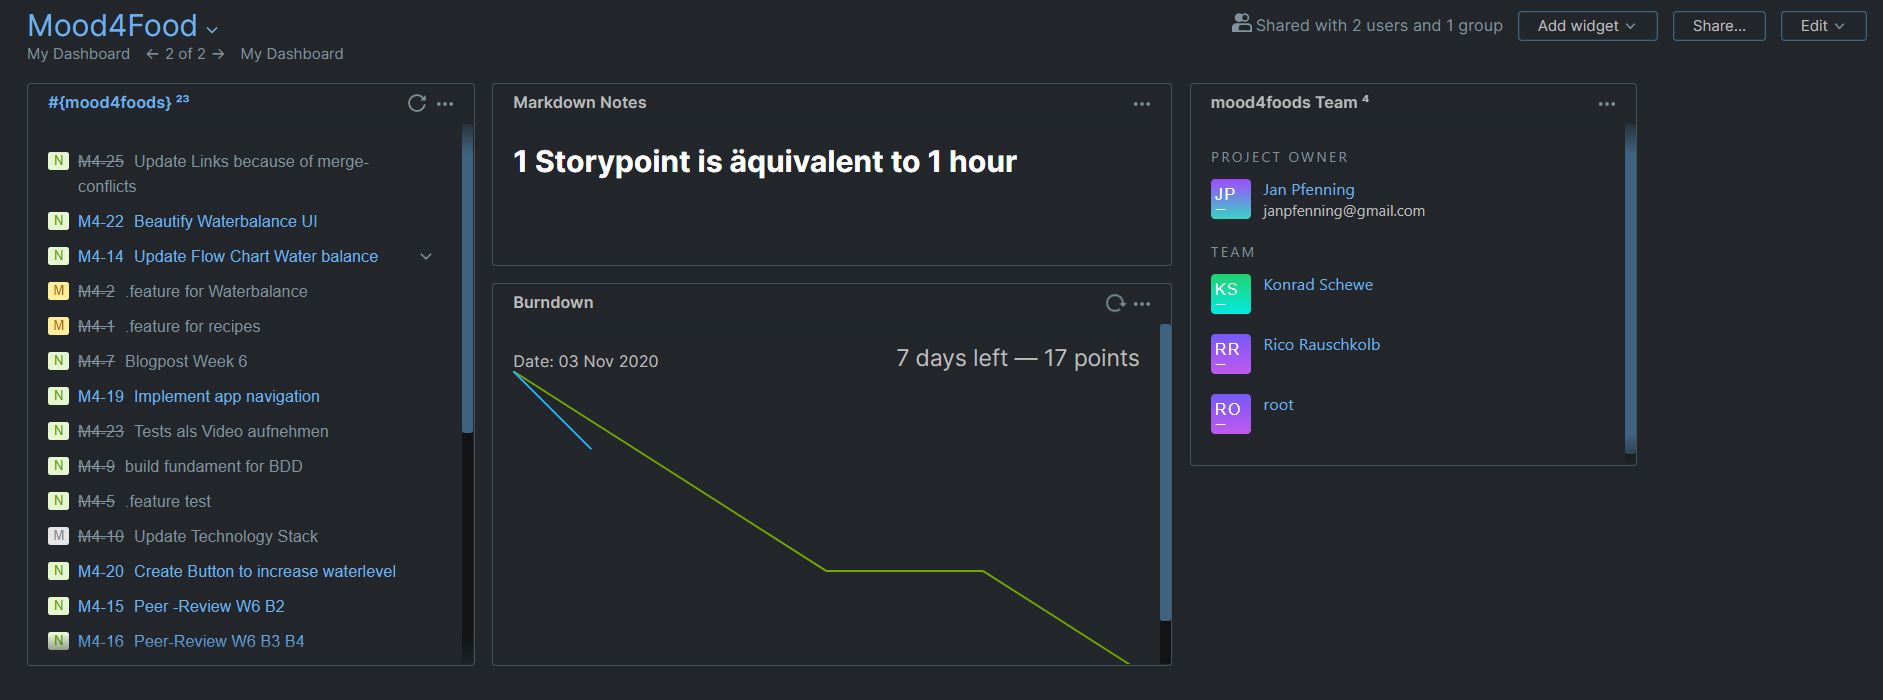 Mood4Food
My Dashboard ← 2 of 2 → My Dashboard
Shared with 2 users and 1 group
Add widget
Share...
Edit
#{mood4foods} 23
N M4-25 Update Links because of merge-
conflicts
N M4-22 Beautify Waterbalance UI
N M4-14 Update Flow Chart Water balance
M M4-2 .feature for Waterbalance
M M4-1 .feature for recipes
N M4-7 Blogpost Week 6
N M4-19 Implement app navigation
N M4-23 Tests als Video aufnehmen
N M4-9 build fundament for BDD
N M4-5 .feature test
M M4-10 Update Technology Stack
N M4-20 Create Button to increase waterlevel
N M4-15 Peer -Review W6 B2
N M4-16 Peer-Review W6 B3 B4
Markdown Notes
1 Storypoint is äquivalent to 1 hour
Burndown
Date: 03 Nov 2020
7 days left — 17 points
mood4foods Team 4
PROJECT OWNER
JP
Jan Pfenning
janpfenning@gmail.com
TEAM
KS
Konrad Schewe
RR
Rico Rauschkolb
RO
root